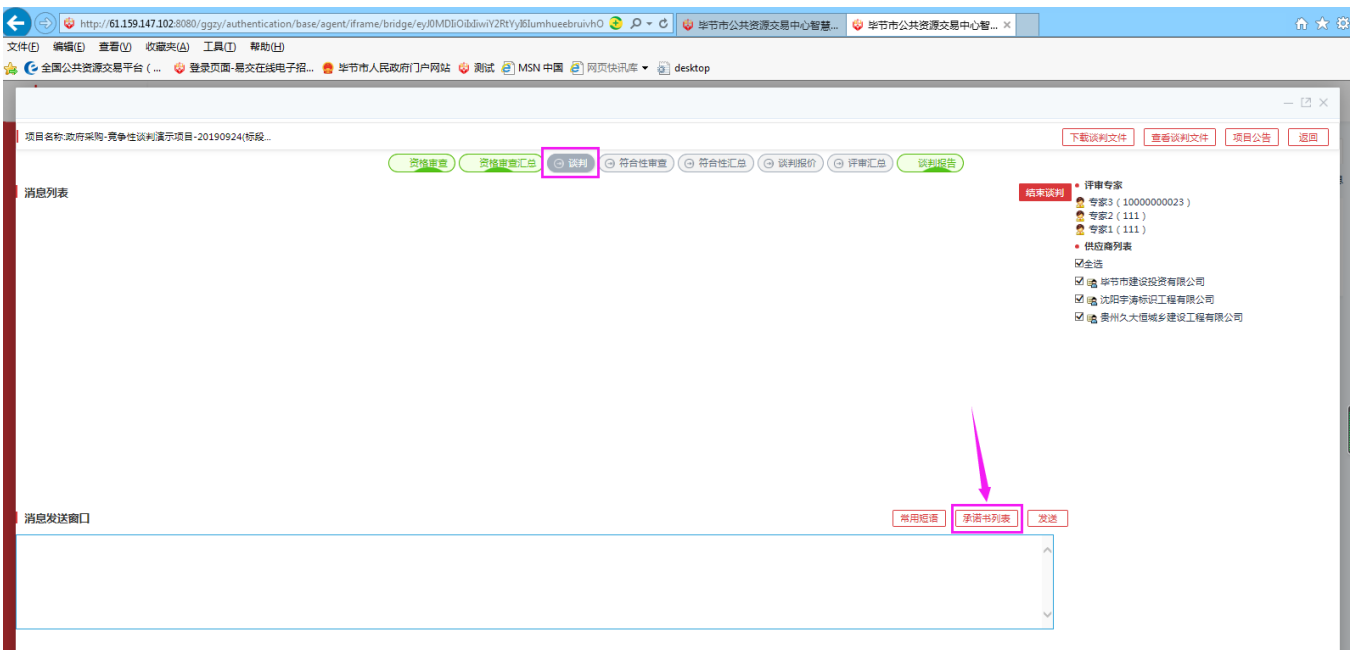 http://61.159.147.102:8080/ggzy/authentication/base/agent/iframe/bridge/
毕节市公共资源交易中心智慧...
毕节市公共资源交易中心智... ×
文件(F) 编辑(E) 查看(V) 收藏夹(A) 工具(T) 帮助(H)
全国公共资源交易平台 ( ... 登录页面-易交在线电子招... 毕节市人民政府门户网站 测试 MSN 中国 网页快讯库 desktop
项目名称:政府采购-竞争性谈判演示项目-20190924(标段...
下载谈判文件 查看谈判文件 项目公告 返回
资格审查 资格审查汇总 谈判 符合性审查 符合性汇总 谈判报价 评审汇总 谈判报告
消息列表
结束谈判
评审专家
专家3 ( 10000000023 )
专家2 ( 111 )
专家1 ( 111 )
供应商列表
全选
毕节市建设投资有限公司
沈阳宇涛标识工程有限公司
贵州久大恒城乡建设工程有限公司
消息发送窗口
常用短语 承诺书列表 发送